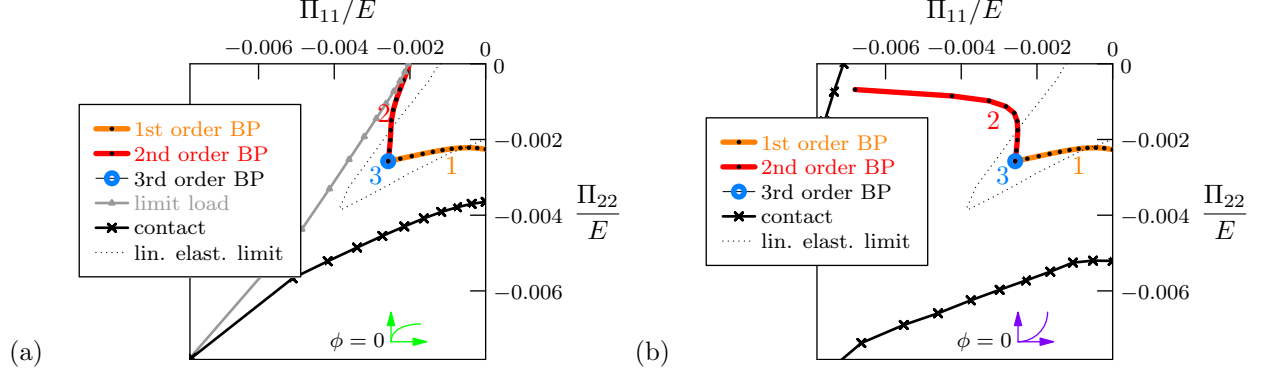 Π11/E
−0.006 −0.004 −0.002 0
0
−0.002
−0.004
−0.006
Π22/E
1st order BP
2nd order BP
3rd order BP
limit load
contact
lin. elast. limit
2
1
3
ϕ = 0
(a)
Π11/E
−0.006 −0.004 −0.002 0
0
−0.002
−0.004
−0.006
Π22/E
1st order BP
2nd order BP
3rd order BP
contact
lin. elast. limit
2
1
3
ϕ = 0
(b)